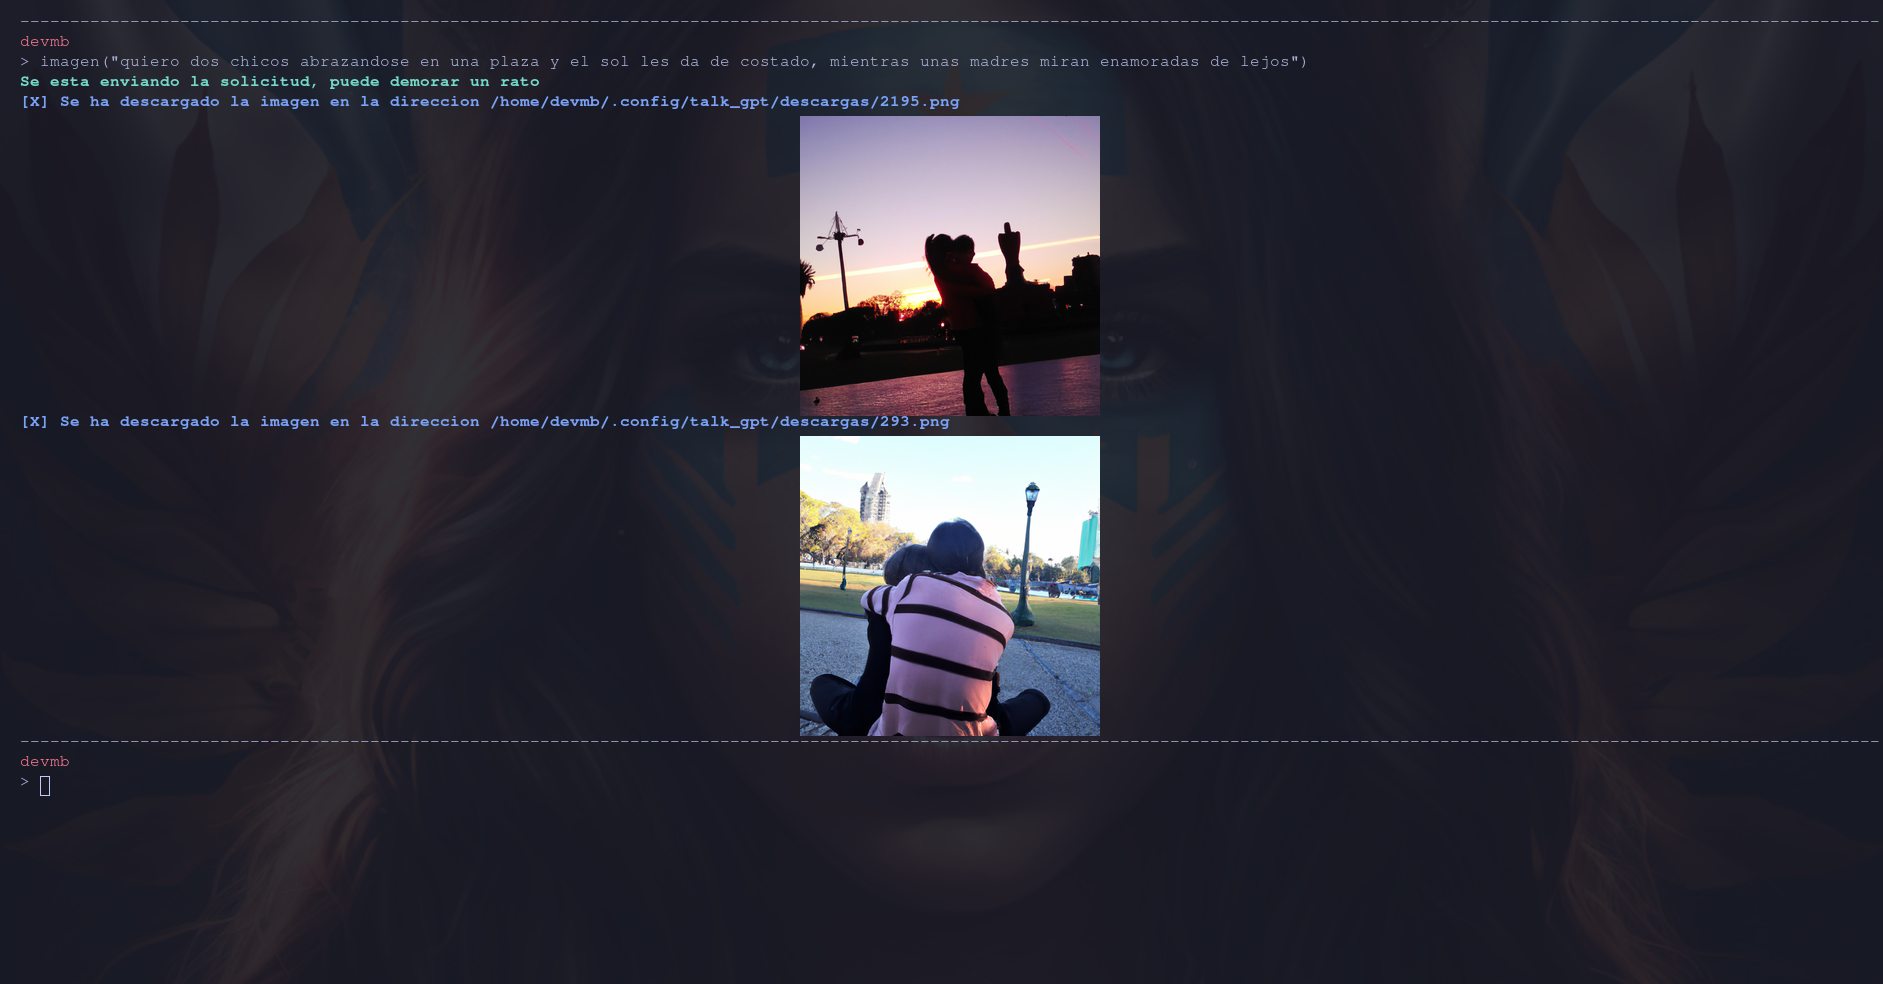 devmb
> imagen("quiero dos chicos abrazandose en una plaza y el sol les da de costado, mientras unas madres miran enamoradas de lejos")
Se esta enviando la solicitud, puede demorar un rato
[X] Se ha descargado la imagen en la direccion /home/devmb/.config/talk_gpt/descargas/2195.png
[X] Se ha descargado la imagen en la direccion /home/devmb/.config/talk_gpt/descargas/293.png
devmb
>